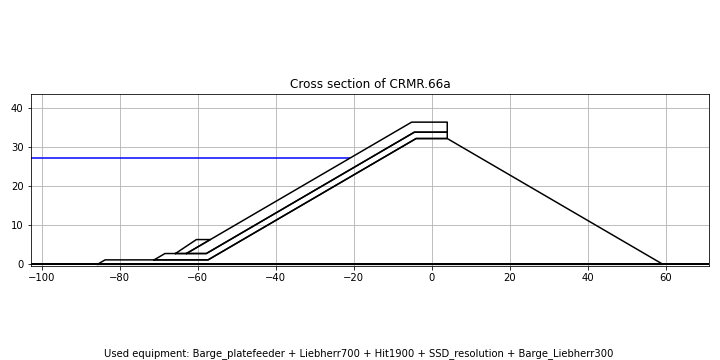 Cross section of CRMR.66a
40
30
20
10
0
−100 −80 −60 −40 −20 0 20 40 60
Used equipment: Barge_platefeeder + Liebherr700 + Hit1900 + SSD_resolution + Barge_Liebherr300